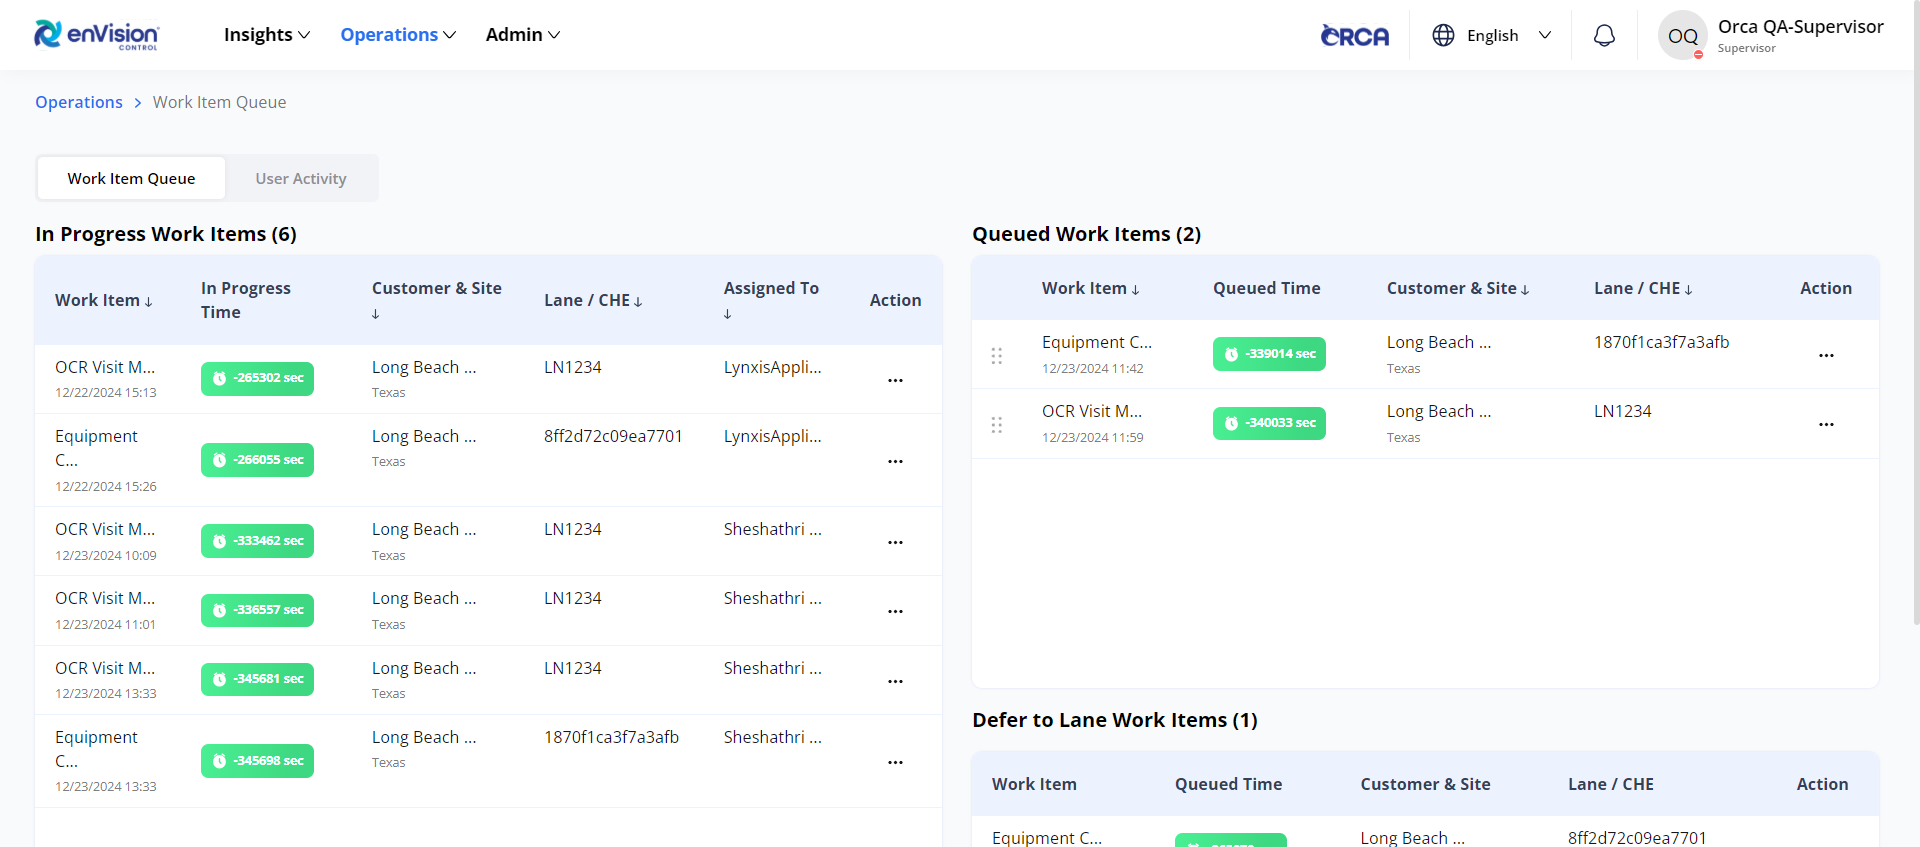 enVision
CONTROL
Insights
Operations
Admin
ORCA
English
OQ
Orca QA-Supervisor
Supervisor
Operations > Work Item Queue
Work Item Queue
User Activity
In Progress Work Items (6)
Work Item ↓ In Progress Time Customer & Site ↓ Lane / CHE ↓ Assigned To ↓ Action
OCR Visit M... -265302 sec Long Beach ... LN1234 LynxisAppli... ...
12/22/2024 15:13 Texas
Equipment C... -266055 sec Long Beach ... 8ff2d72c09ea7701 LynxisAppli... ...
12/22/2024 15:26 Texas
OCR Visit M... -333462 sec Long Beach ... LN1234 Sheshathri ... ...
12/23/2024 10:09 Texas
OCR Visit M... -336557 sec Long Beach ... LN1234 Sheshathri ... ...
12/23/2024 11:01 Texas
OCR Visit M... -345681 sec Long Beach ... LN1234 Sheshathri ... ...
12/23/2024 13:33 Texas
Equipment C... -345698 sec Long Beach ... 1870f1ca3f7a3afb Sheshathri ... ...
12/23/2024 13:33 Texas
Queued Work Items (2)
Work Item ↓ Queued Time Customer & Site ↓ Lane / CHE ↓ Action
Equipment C... -339014 sec Long Beach ... 1870f1ca3f7a3afb ...
12/23/2024 11:42 Texas
OCR Visit M... -340033 sec Long Beach ... LN1234 ...
12/23/2024 11:59 Texas
Defer to Lane Work Items (1)
Work Item Queued Time Customer & Site Lane / CHE Action
Equipment C... Long Beach ... 8ff2d72c09ea7701